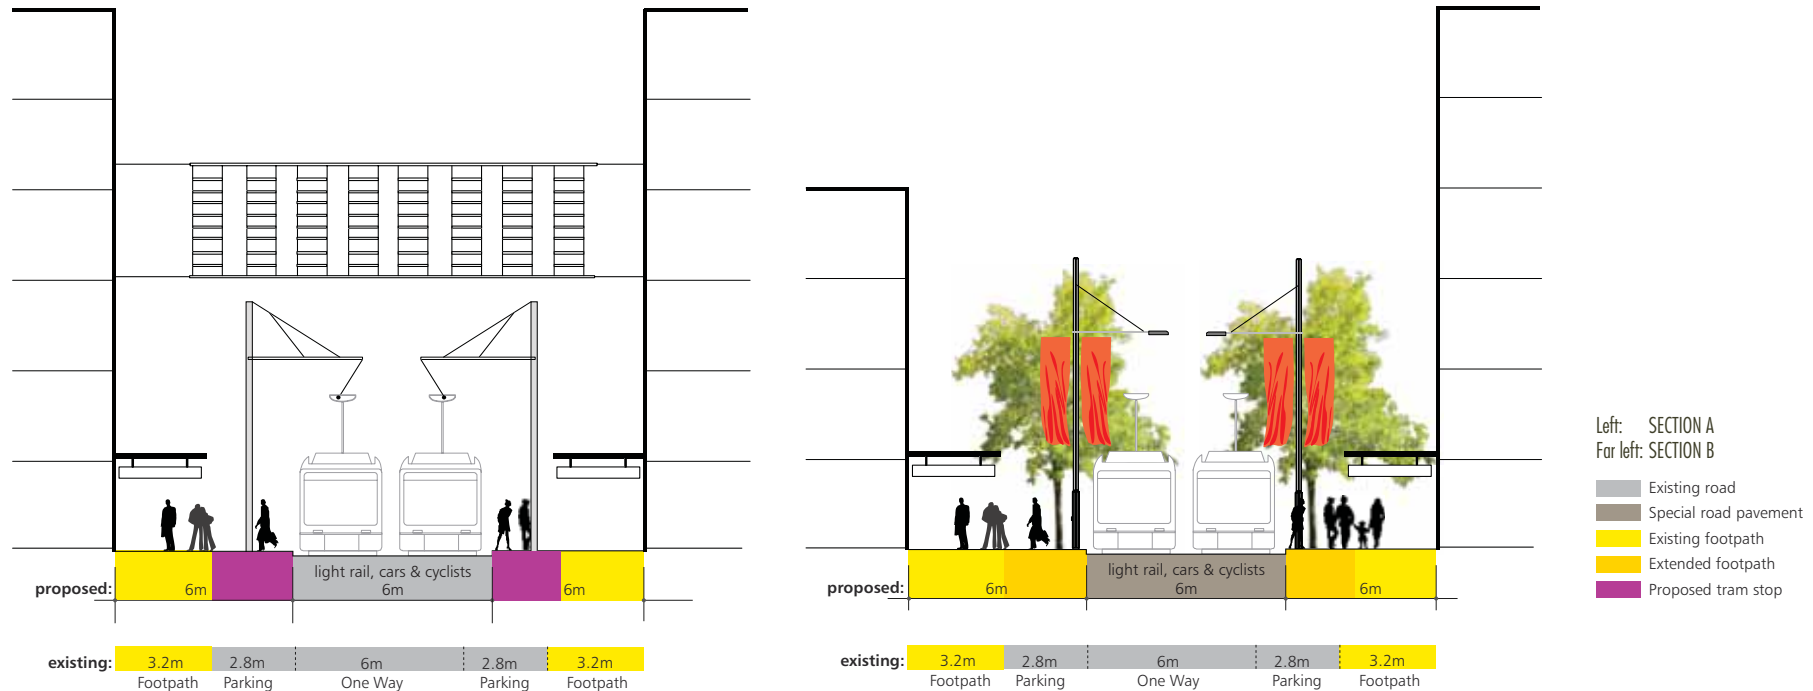 light rail, cars & cyclists
proposed: 6m 6m 6m
existing: 3.2m 2.8m 6m 2.8m 3.2m
Footpath Parking One Way Parking Footpath
light rail, cars & cyclists
proposed: 6m 6m 6m
existing: 3.2m 2.8m 6m 2.8m 3.2m
Footpath Parking One Way Parking Footpath
Left: SECTION A
Far left: SECTION B
Existing road
Special road pavement
Existing footpath
Extended footpath
Proposed tram stop